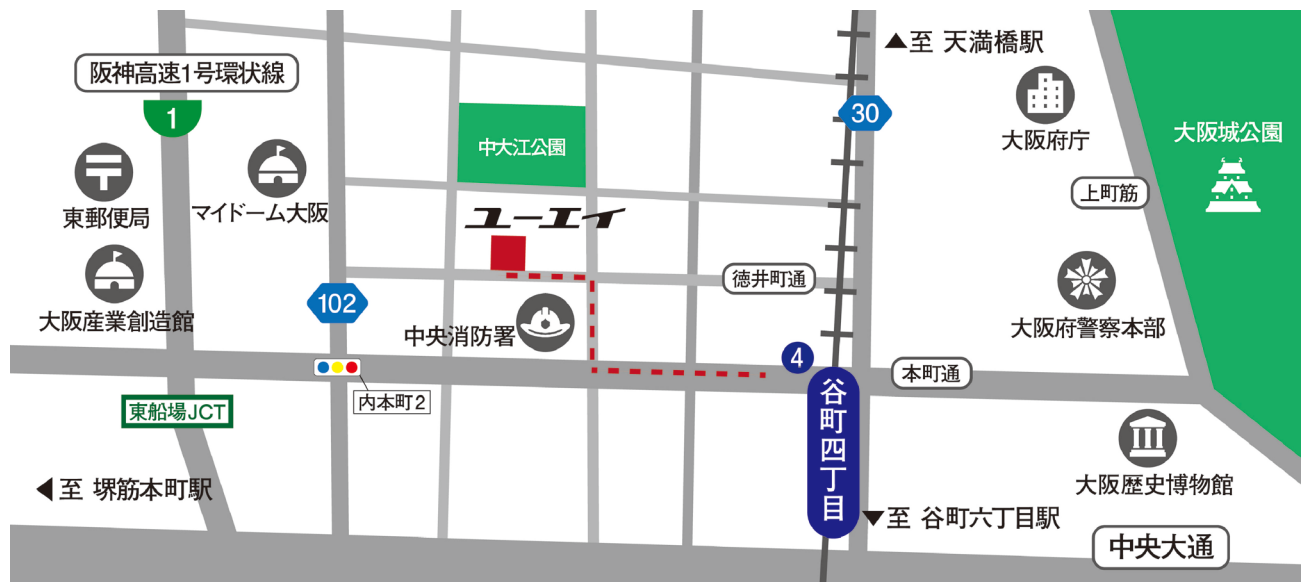 ▲至 天満橋駅
阪神高速1号環状線
1
30
大阪府庁
大阪城公園
中大江公園
東郵便局
マイドーム大阪
上町筋
ユーエイ
大阪産業創造館
102
徳井町通
中央消防署
大阪府警察本部
4
本町通
内本町2
谷町四丁目
東船場JCT
大阪歴史博物館
◀至 堺筋本町駅
▼至 谷町六丁目駅
中央大通